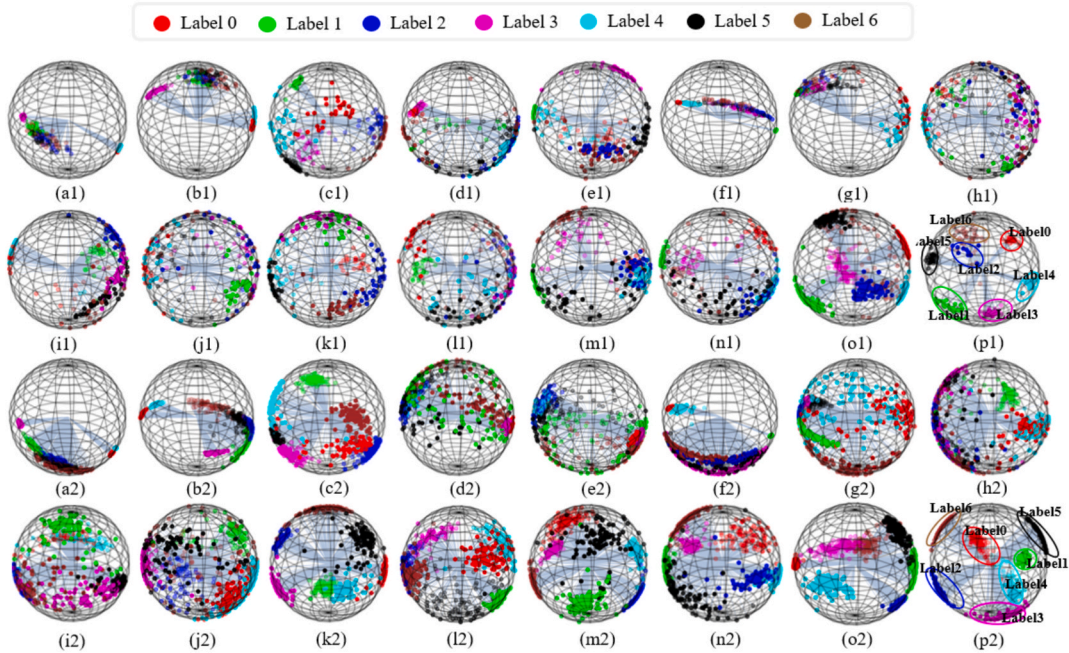 Label 0 Label 1 Label 2 Label 3 Label 4 Label 5 Label 6
(a1) (b1) (c1) (d1) (e1) (f1) (g1) (h1)
Label6
Label0
.abel5
Label2
Label4
Label1
Label3
(i1) (j1) (k1) (l1) (m1) (n1) (o1) (p1)
(a2) (b2) (c2) (d2) (e2) (f2) (g2) (h2)
Label6
Label5
Label0
Label1
Label2
Label4
Label3
(i2) (j2) (k2) (l2) (m2) (n2) (o2) (p2)